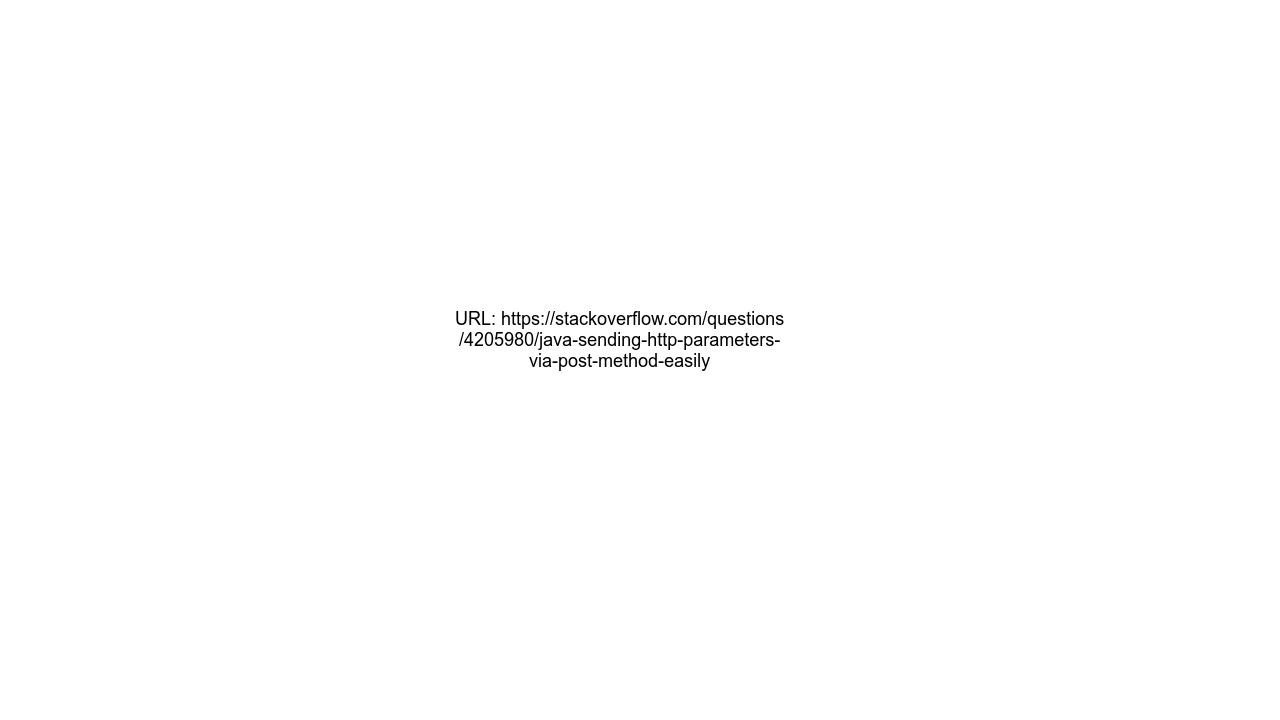 URL: https://stackoverflow.com/questions
/4205980/java-sending-http-parameters-
via-post-method-easily